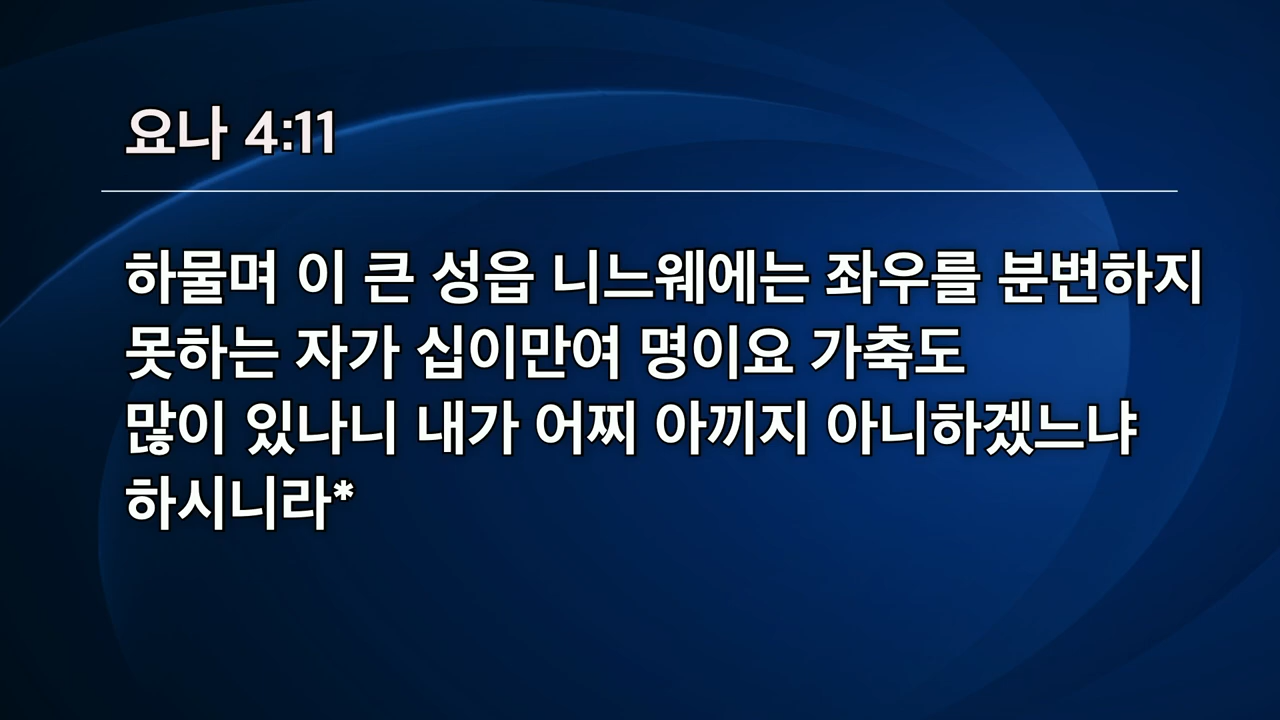 요나 4:11
하물며 이 큰 성읍 니느웨에는 좌우를 분변하지
못하는 자가 십이만여 명이요 가축도
많이 있나니 내가 어찌 아끼지 아니하겠느냐
하시니라*